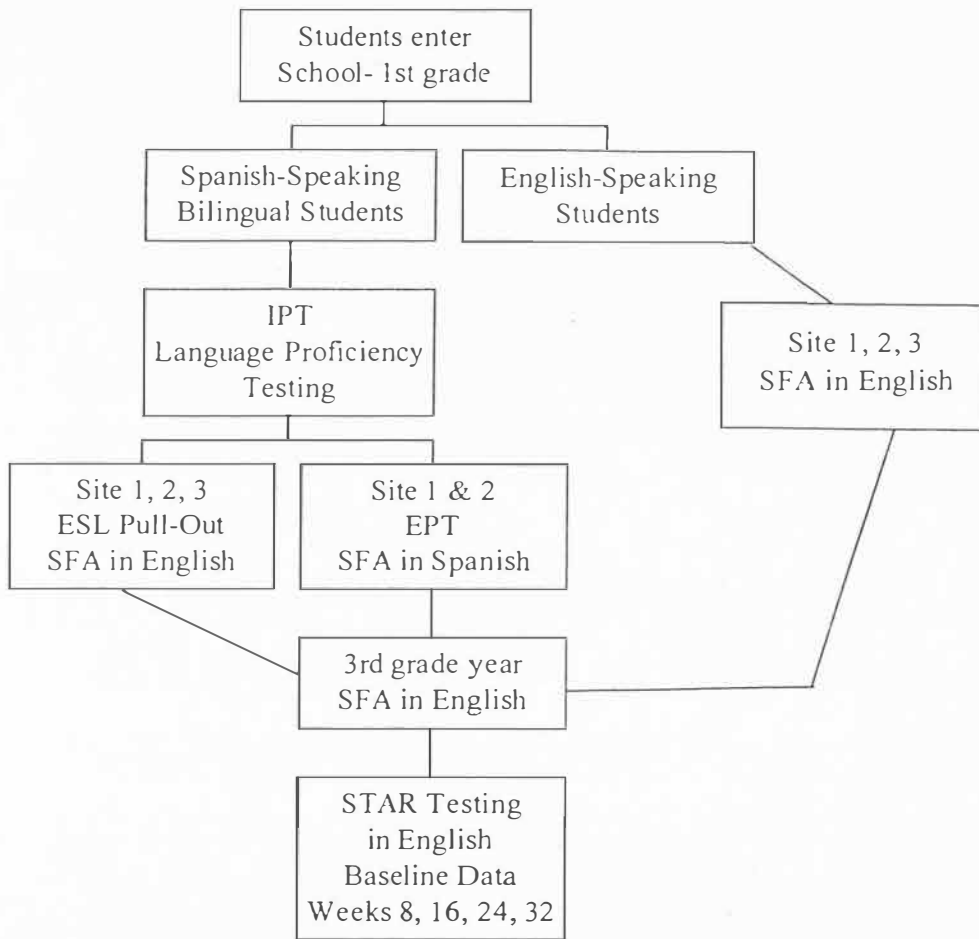 Students enter
School- 1st grade
Spanish-Speaking
Bilingual Students
English-Speaking
Students
IPT
Language Proficiency
Testing
Site 1, 2, 3
SFA in English
Site 1, 2, 3
ESL Pull-Out
SFA in English
Site 1 & 2
EPT
SFA in Spanish
3rd grade year
SFA in English
STAR Testing
in English
Baseline Data
Weeks 8, 16, 24, 32